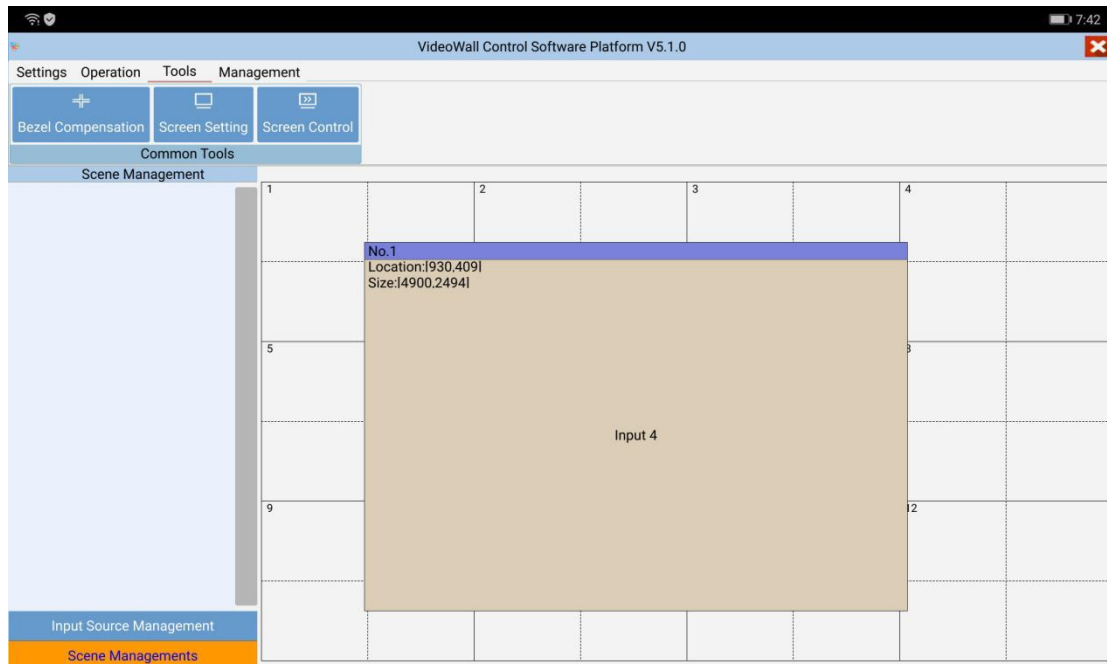 7:42
VideoWall Control Software Platform V5.1.0
Settings Operation Tools Management
Bezel Compensation Screen Setting Screen Control
Common Tools
Scene Management
1 2 3 4
No.1
Location:[930,409]
Size:[4900,2494]
5
Input 4
9 12
Input Source Management
Scene Managements